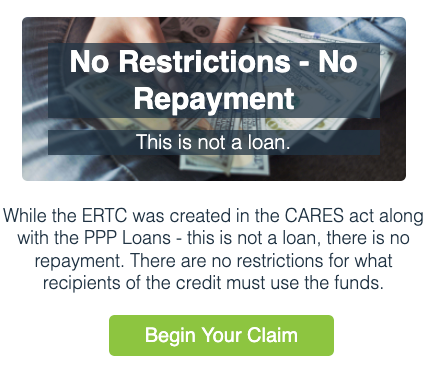 No Restrictions - No
Repayment
This is not a loan.
While the ERTC was created in the CARES act along
with the PPP Loans - this is not a loan, there is no
repayment. There are no restrictions for what
recipients of the credit must use the funds.
Begin Your Claim